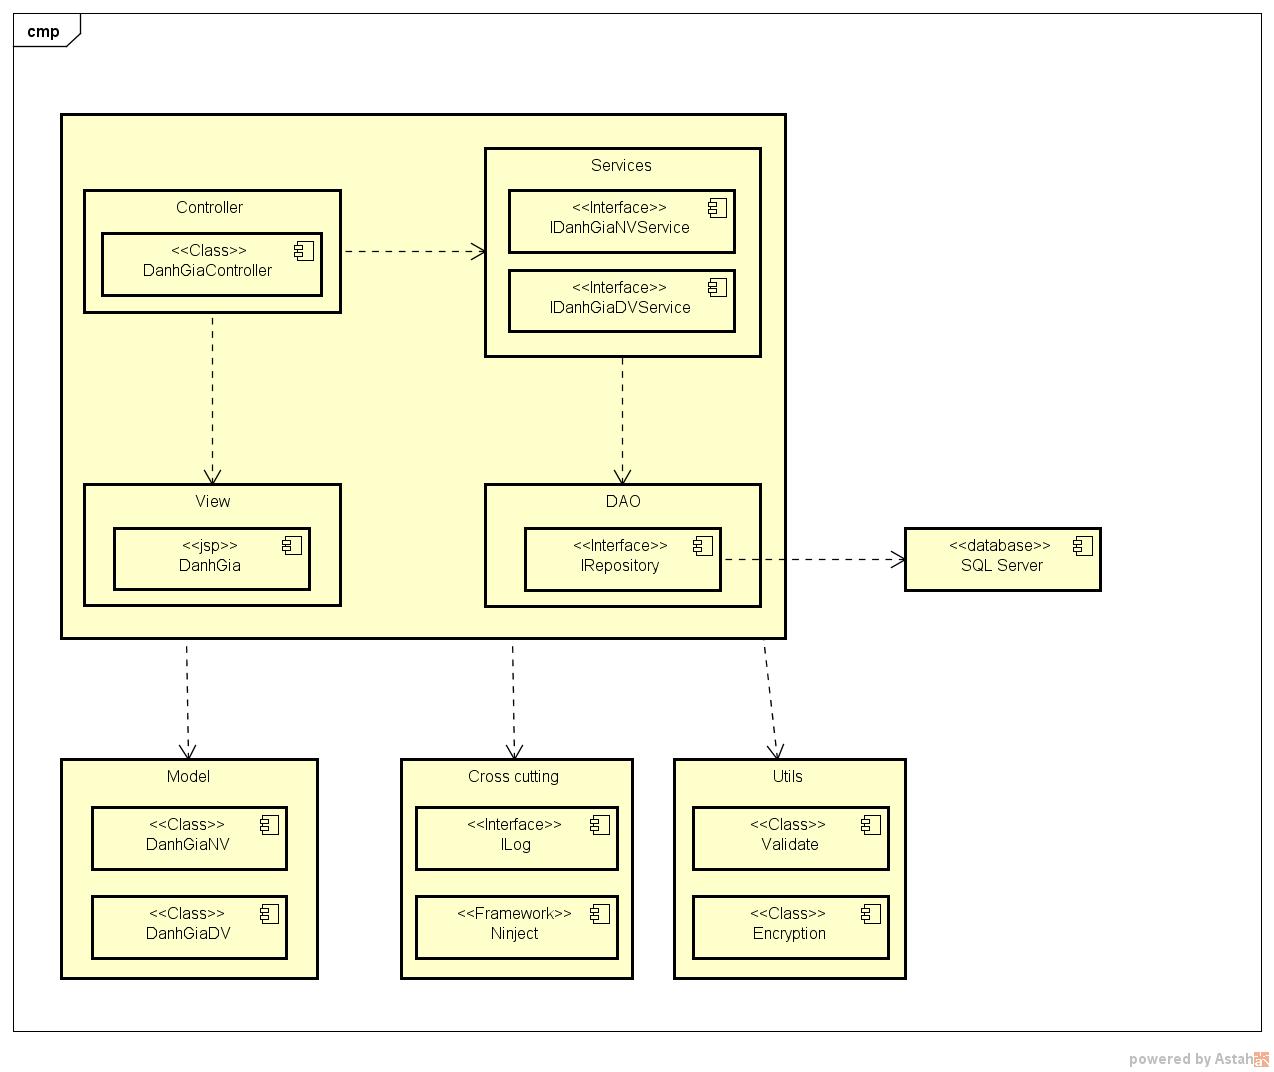 cmp
Controller
<<Class>>
DanhGiaController
Services
<<Interface>>
IDanhGiaNVService
<<Interface>>
IDanhGiaDVService
View
<<jsp>>
DanhGia
DAO
<<Interface>>
IRepository
<<database>>
SQL Server
Model
<<Class>>
DanhGiaNV
<<Class>>
DanhGiaDV
Cross cutting
<<Interface>>
ILog
<<Framework>>
Ninject
Utils
<<Class>>
Validate
<<Class>>
Encryption
powered by Astah